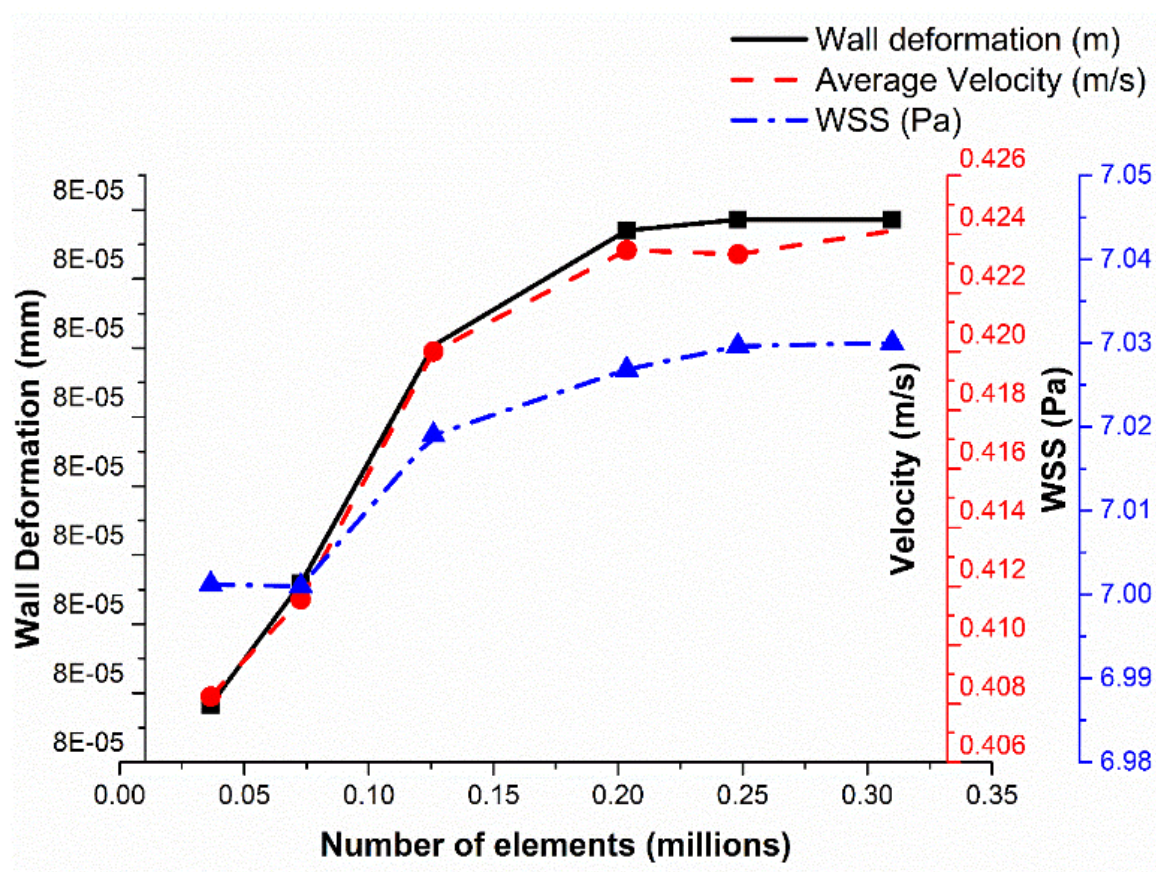 Wall deformation (m)
Average Velocity (m/s)
WSS (Pa)
Wall Deformation (mm)
8E-05
8E-05
8E-05
8E-05
8E-05
8E-05
8E-05
8E-05
8E-05
Velocity (m/s)
0.426
0.424
0.422
0.420
0.418
0.416
0.414
0.412
0.410
0.408
0.406
WSS (Pa)
7.05
7.04
7.03
7.02
7.01
7.00
6.99
6.98
0.00 0.05 0.10 0.15 0.20 0.25 0.30 0.35
Number of elements (millions)